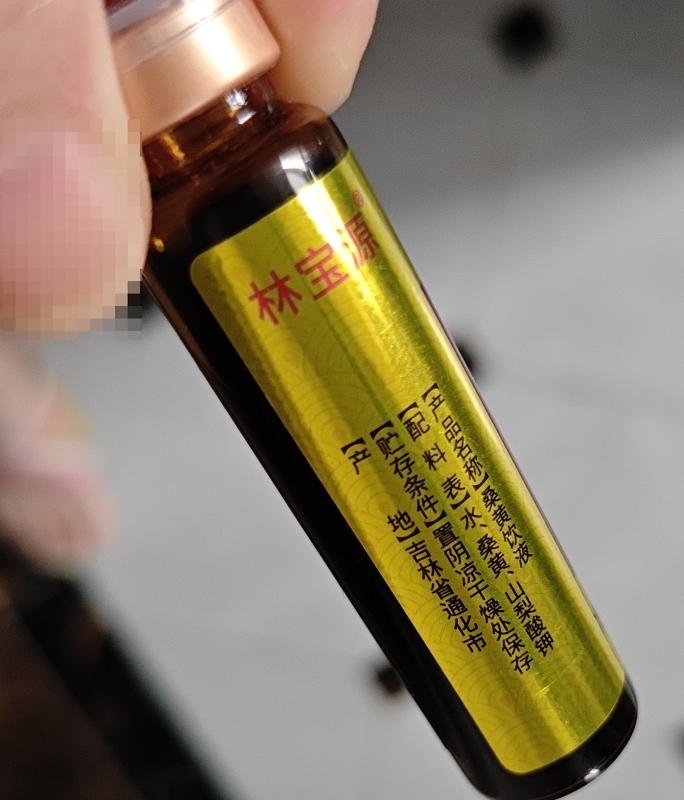 林宝源®
【产品名称】桑黄饮液
【配料表】水、桑黄、山梨酸钾
【贮存条件】置阴凉干燥处保存
【产地】吉林省通化市